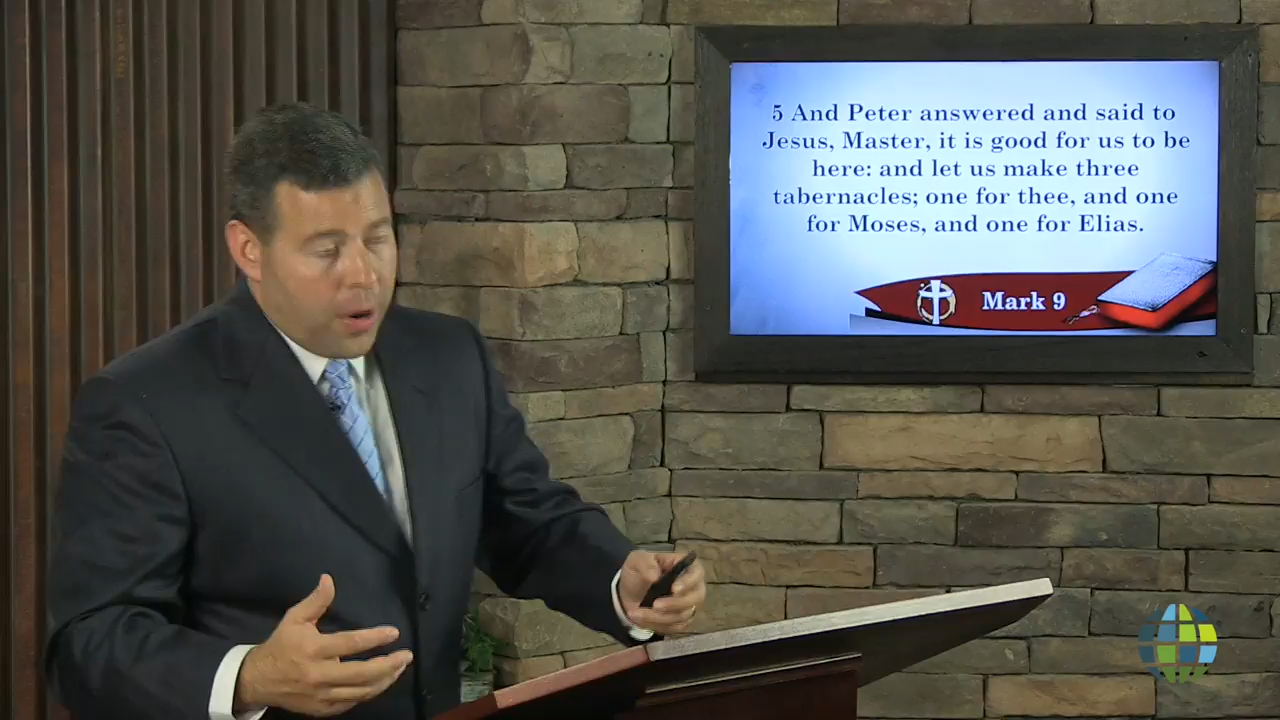 5 And Peter answered and said to
Jesus, Master, it is good for us to be
here: and let us make three
tabernacles; one for thee, and one
for Moses, and one for Elias.
Mark 9